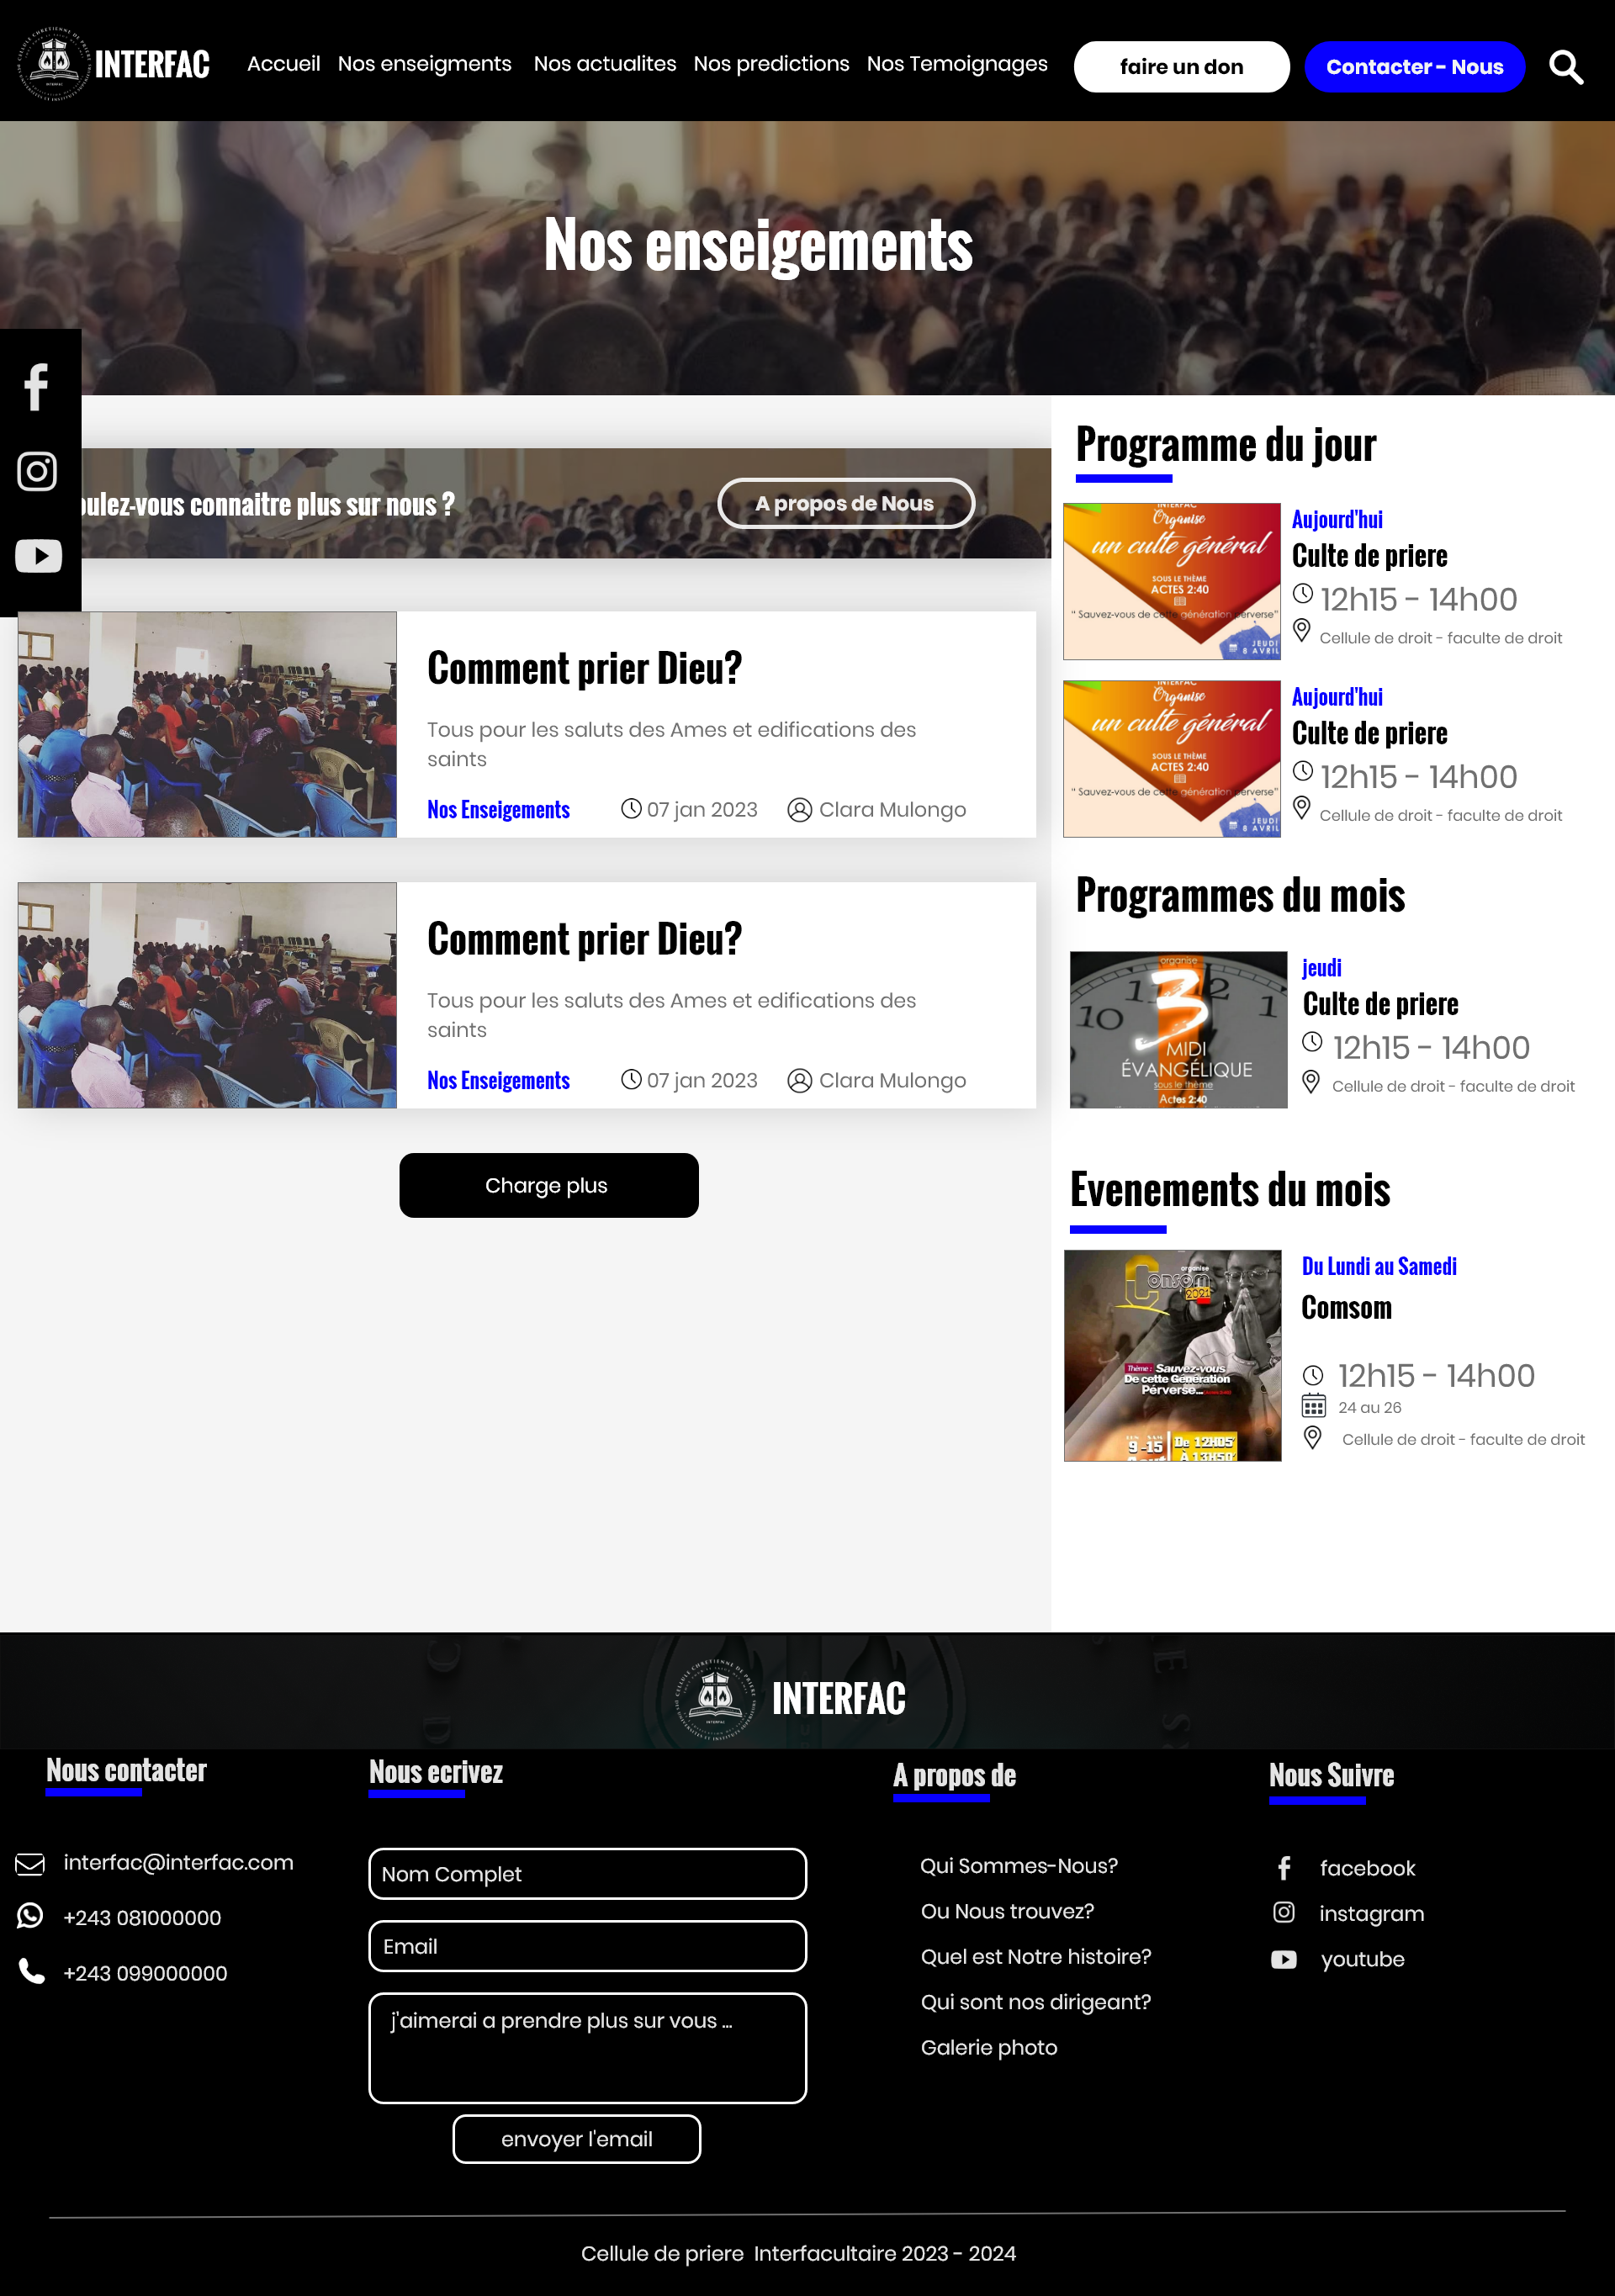 INTERFAC
Accueil
Nos enseigments
Nos actualites
Nos predictions
Nos Temoignages
faire un don
Contacter - Nous
Nos enseigements
oulez-vous connaitre plus sur nous ?
A propos de Nous
Comment prier Dieu?
Tous pour les saluts des Ames et edifications des
saints
Nos Enseigements
07 jan 2023
Clara Mulongo
Comment prier Dieu?
Tous pour les saluts des Ames et edifications des
saints
Nos Enseigements
07 jan 2023
Clara Mulongo
Charge plus
Programme du jour
INTERFAC
Organise
un culte général
SOUS LE THÈME
ACTES 2:40
" Sauvez-vous de cette génération perverse"
JEUDI
8 AVRIL
Aujourd'hui
Culte de priere
12h15 - 14h00
Cellule de droit - faculte de droit
INTERFAC
Organise
un culte général
SOUS LE THÈME
ACTES 2:40
" Sauvez-vous de cette génération perverse"
JEUDI
8 AVRIL
Aujourd'hui
Culte de priere
12h15 - 14h00
Cellule de droit - faculte de droit
Programmes du mois
organise
11 12 1
10
3
MIDI
ÉVANGÉLIQUE
sous le thème
Actes 2:40
jeudi
Culte de priere
12h15 - 14h00
Cellule de droit - faculte de droit
Evenements du mois
organise
Consom
2021
Thème : Sauvez-vous
De cette Génération
Perverse...
9-15
De 12H05'
À 13H50'
Du Lundi au Samedi
Comsom
12h15 - 14h00
24 au 26
Cellule de droit - faculte de droit
INTERFAC
Nous contacter
interfac@interfac.com
+243 081000000
+243 099000000
Nous ecrivez
Nom Complet
Email
j'aimerai a prendre plus sur vous ...
envoyer l'email
A propos de
Qui Sommes-Nous?
Ou Nous trouvez?
Quel est Notre histoire?
Qui sont nos dirigeant?
Galerie photo
Nous Suivre
facebook
instagram
youtube
Cellule de priere Interfacultaire 2023 - 2024